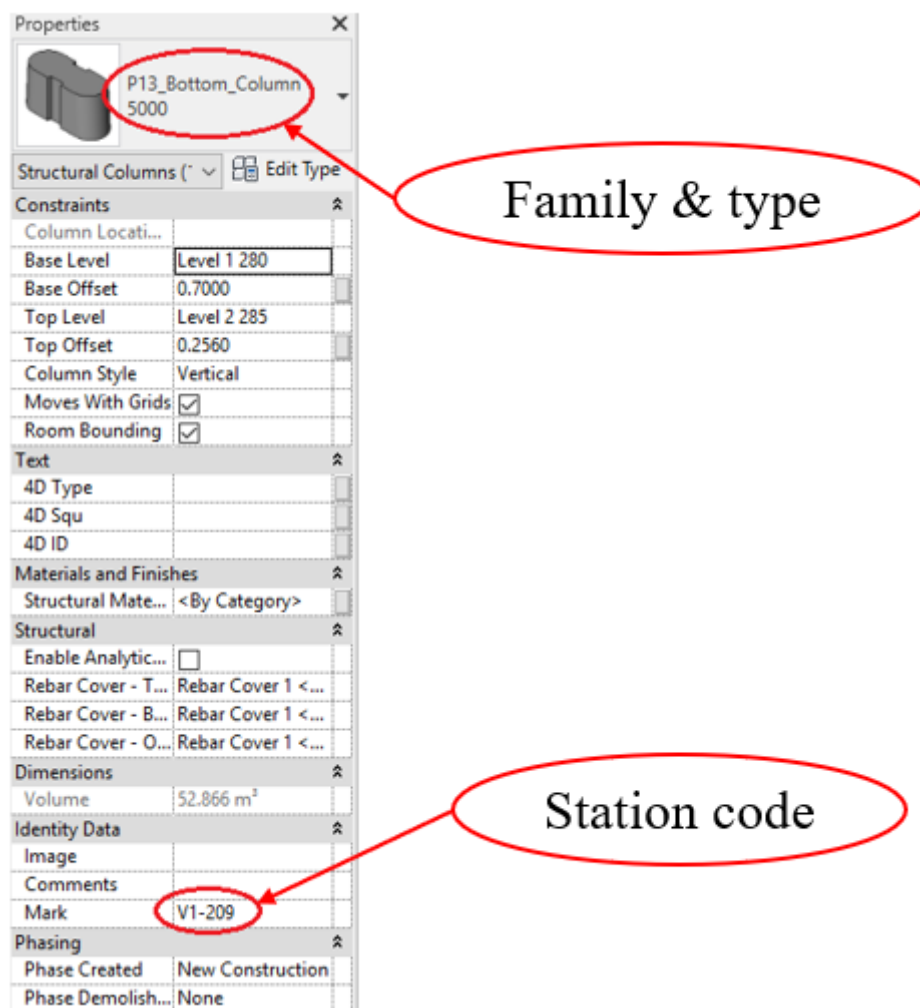 Properties
P13_Bottom_Column
5000
Structural Columns (
Edit Type
Family & type
Constraints
Column Locati...
Base Level Level 1 280
Base Offset 0.7000
Top Level Level 2 285
Top Offset 0.2560
Column Style Vertical
Moves With Grids
Room Bounding
Text
4D Type
4D Squ
4D ID
Materials and Finishes
Structural Mate... <By Category>
Structural
Enable Analytic...
Rebar Cover - T... Rebar Cover 1 <...
Rebar Cover - B... Rebar Cover 1 <...
Rebar Cover - O... Rebar Cover 1 <...
Dimensions
Volume 52.866 m³
Identity Data
Station code
Image
Comments
Mark V1-209
Phasing
Phase Created New Construction
Phase Demolish... None